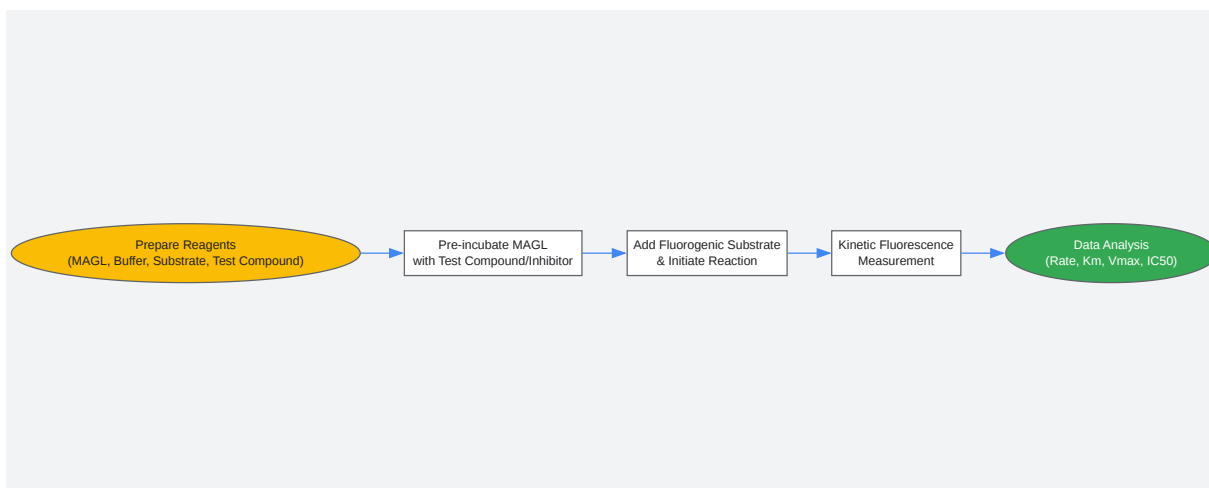 Prepare Reagents
(MAGL, Buffer, Substrate, Test Compound)
Pre-incubate MAGL
with Test Compound/Inhibitor
Add Fluorogenic Substrate
& Initiate Reaction
Kinetic Fluorescence
Measurement
Data Analysis
(Rate, Km, Vmax, IC50)